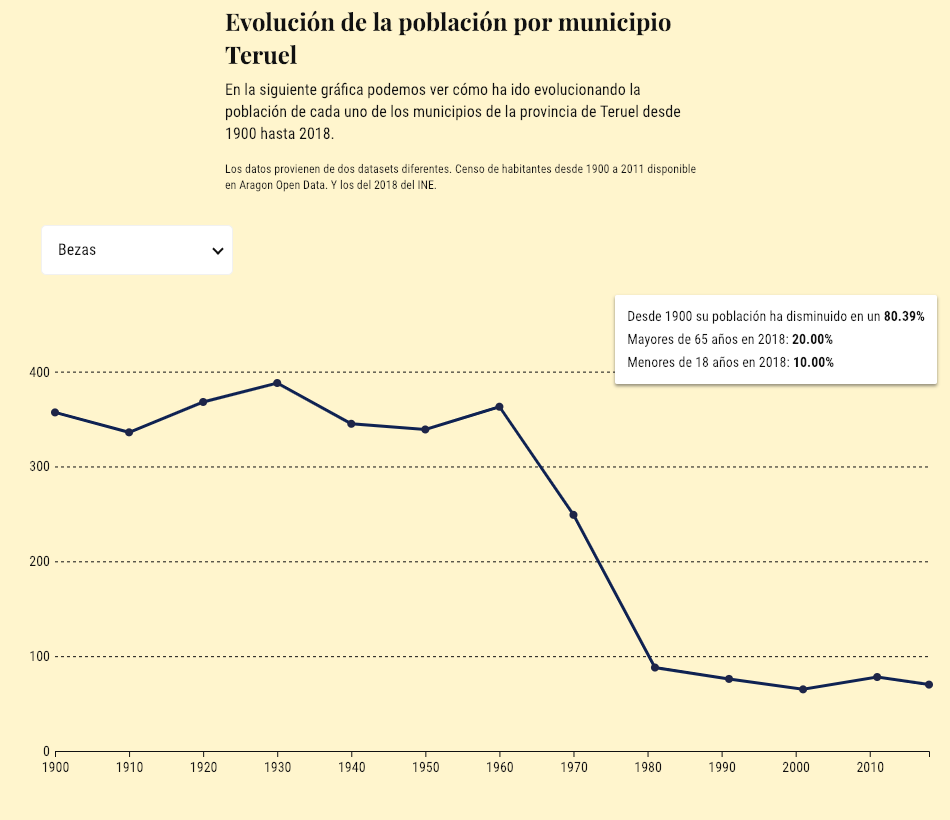 Evolución de la población por municipio
Teruel
En la siguiente gráfica podemos ver cómo ha ido evolucionando la
población de cada uno de los municipios de la provincia de Teruel desde
1900 hasta 2018.
Los datos provienen de dos datasets diferentes. Censo de habitantes desde 1900 a 2011 disponible
en Aragon Open Data. Y los del 2018 del INE.
Bezas
Desde 1900 su población ha disminuido en un 80.39%
Mayores de 65 años en 2018: 20.00%
Menores de 18 años en 2018: 10.00%
400
300
200
100
0
1900 1910 1920 1930 1940 1950 1960 1970 1980 1990 2000 2010